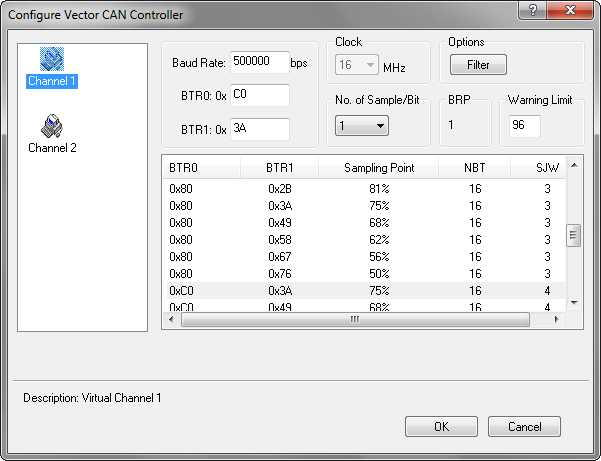 Configure Vector CAN Controller
Channel 1
Channel 2
Baud Rate: 500000 bps
BTR0: 0x C0
BTR1: 0x 3A
Clock
16 MHz
Options
Filter
No. of Sample/Bit
1
BRP
1
Warning Limit
96
BTR0 BTR1 Sampling Point NBT SJW
0x80 0x2B 81% 16 3
0x80 0x3A 75% 16 3
0x80 0x49 68% 16 3
0x80 0x58 62% 16 3
0x80 0x67 56% 16 3
0x80 0x76 50% 16 3
0xC0 0x3A 75% 16 4
0xC0 0x49 68% 16 4
Description: Virtual Channel 1
OK Cancel